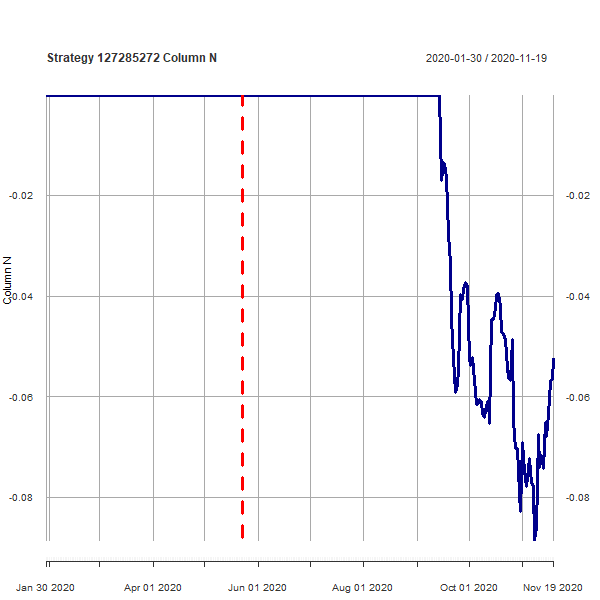 Strategy 127285272 Column N
2020-01-30 / 2020-11-19
-0.02 -0.02
-0.04 -0.04
Column N
-0.06 -0.06
-0.08 -0.08
Jan 30 2020 Apr 01 2020 Jun 01 2020 Aug 01 2020 Oct 01 2020 Nov 19 2020